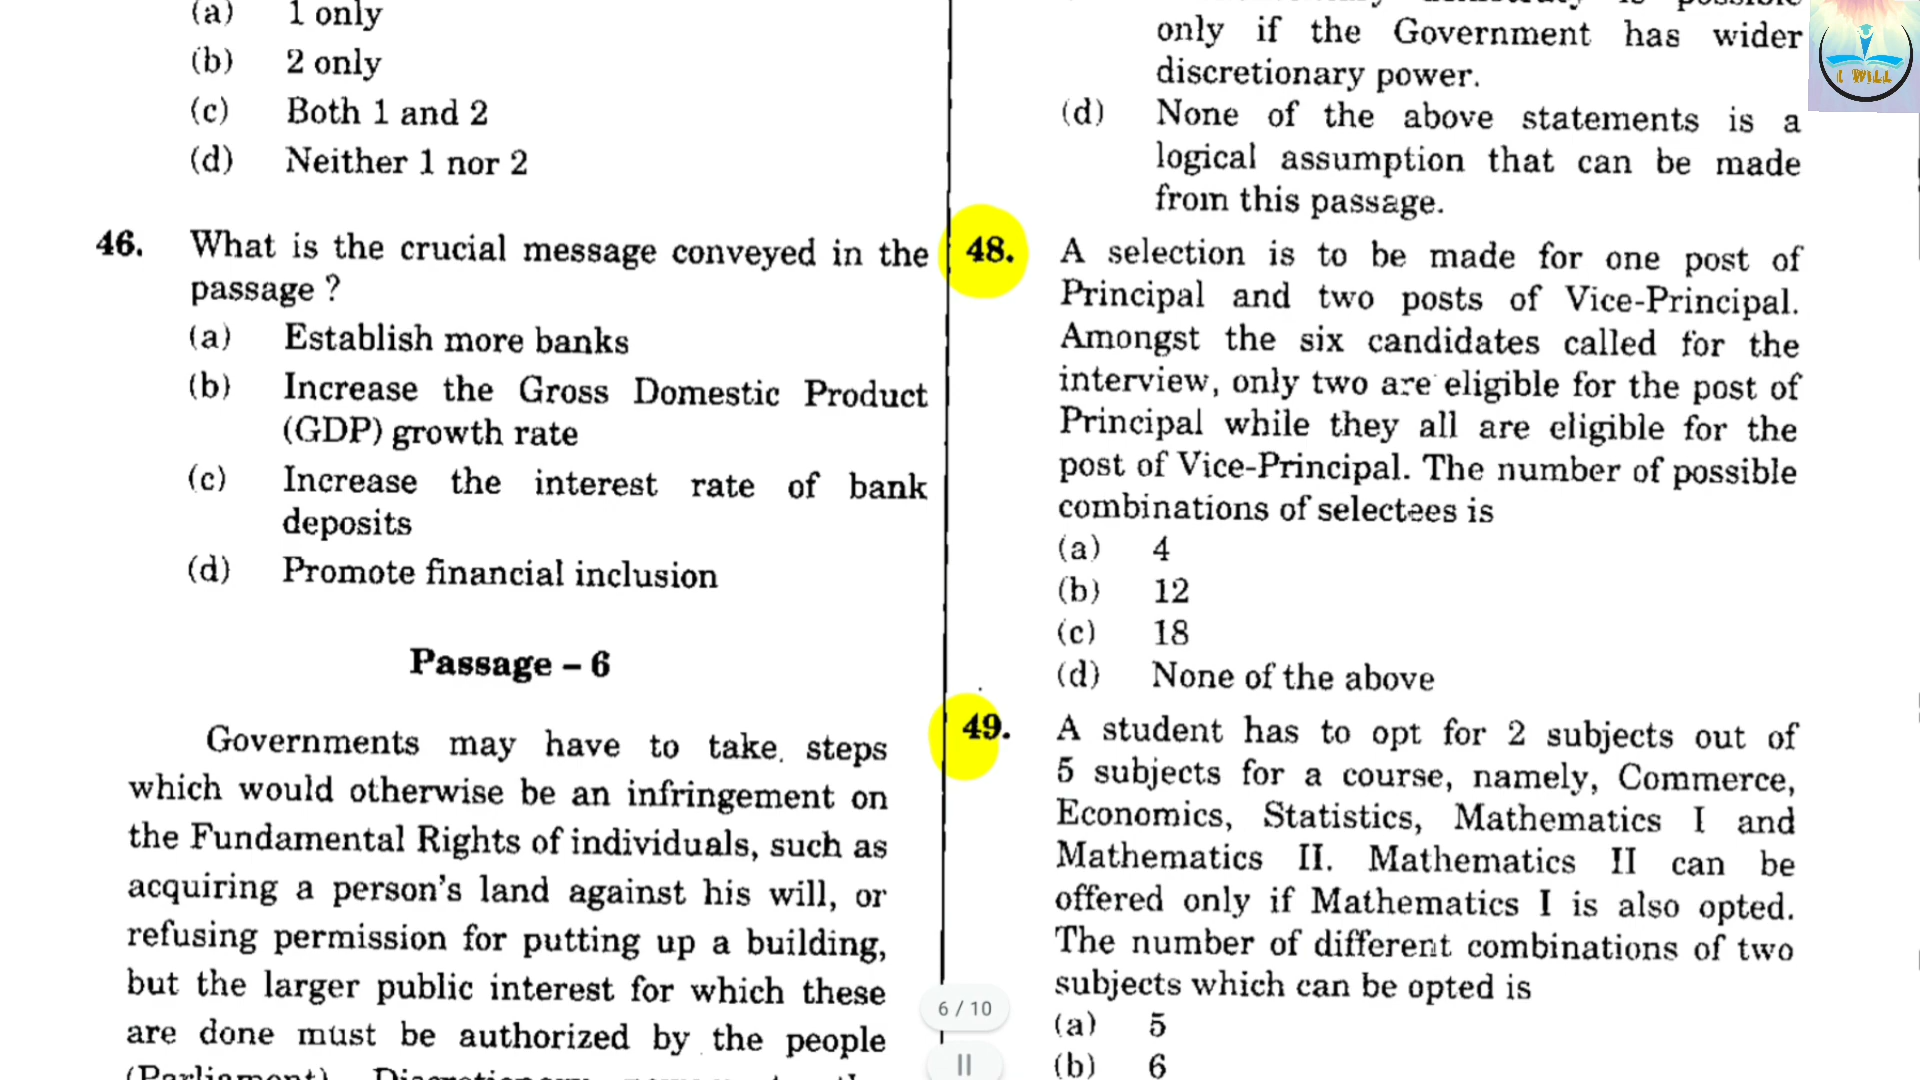 (a) 1 only
(b) 2 only
(c) Both 1 and 2
(d) Neither 1 nor 2
46. What is the crucial message conveyed in the
passage ?
(a) Establish more banks
(b) Increase the Gross Domestic Product
(GDP) growth rate
(c) Increase the interest rate of bank
deposits
(d) Promote financial inclusion
Passage – 6
Governments may have to take steps
which would otherwise be an infringement on
the Fundamental Rights of individuals, such as
acquiring a person's land against his will, or
refusing permission for putting up a building,
but the larger public interest for which these
are done must be authorized by the people
(Parliament).
only if the Government has wider
discretionary power.
(d) None of the above statements is a
logical assumption that can be made
from this passage.
48. A selection is to be made for one post of
Principal and two posts of Vice-Principal.
Amongst the six candidates called for the
interview, only two are eligible for the post of
Principal while they all are eligible for the
post of Vice-Principal. The number of possible
combinations of selectees is
(a) 4
(b) 12
(c) 18
(d) None of the above
49. A student has to opt for 2 subjects out of
5 subjects for a course, namely, Commerce,
Economics, Statistics, Mathematics I and
Mathematics II. Mathematics II can be
offered only if Mathematics I is also opted.
The number of different combinations of two
subjects which can be opted is
(a) 5
(b) 6
6 / 10
I WILL